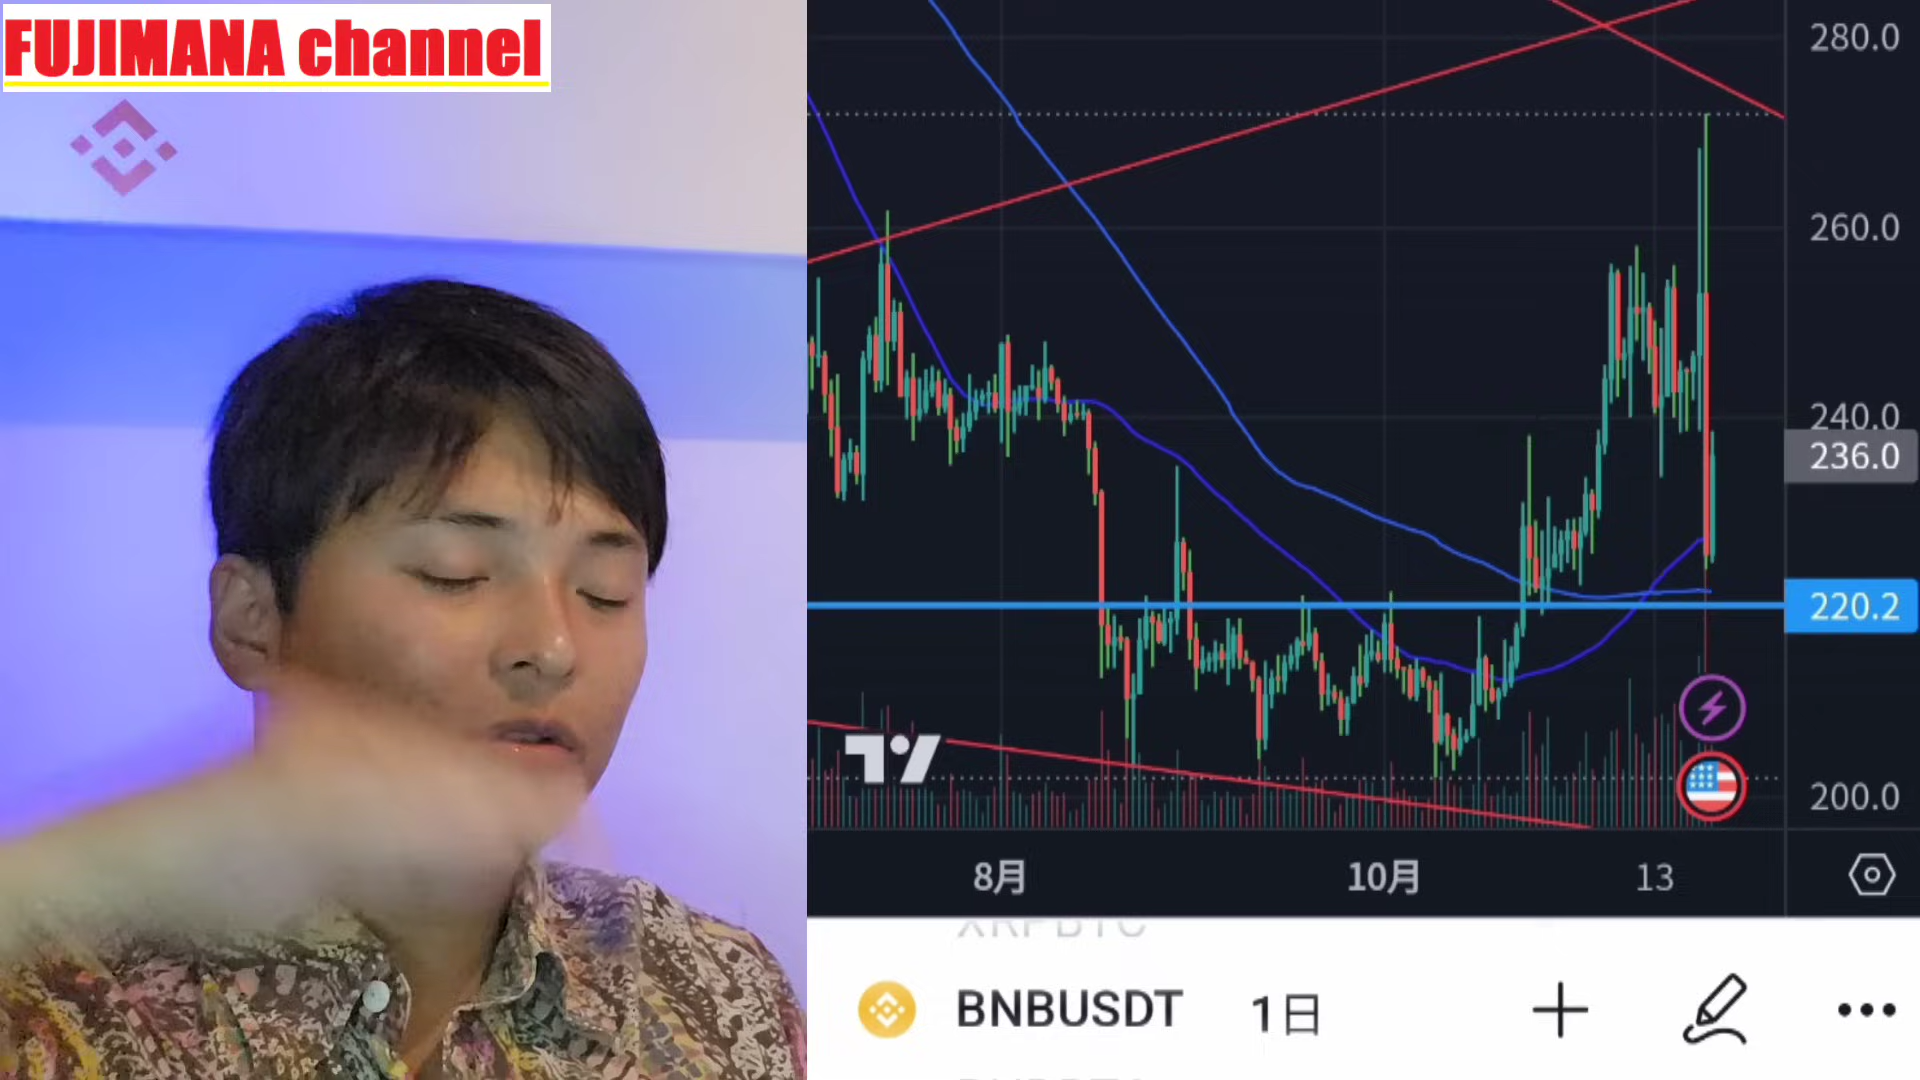 FUJIMANA channel
280.0
260.0
240.0
236.0
220.2
200.0
8月
10月
13
XRPBTC
BNBUSDT
1日